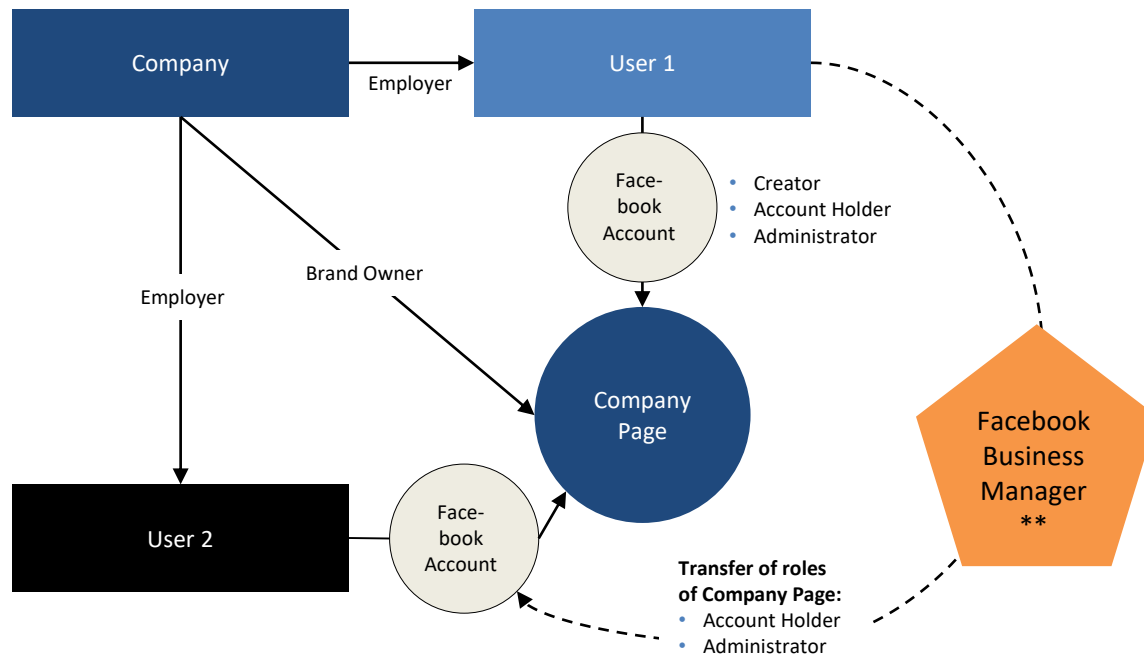 Company
Employer
User 1
Face-
book
Account
• Creator
• Account Holder
• Administrator
Brand Owner
Employer
Company
Page
Facebook
Business
Manager
**
User 2
Face-
book
Account
Transfer of roles
of Company Page:
• Account Holder
• Administrator